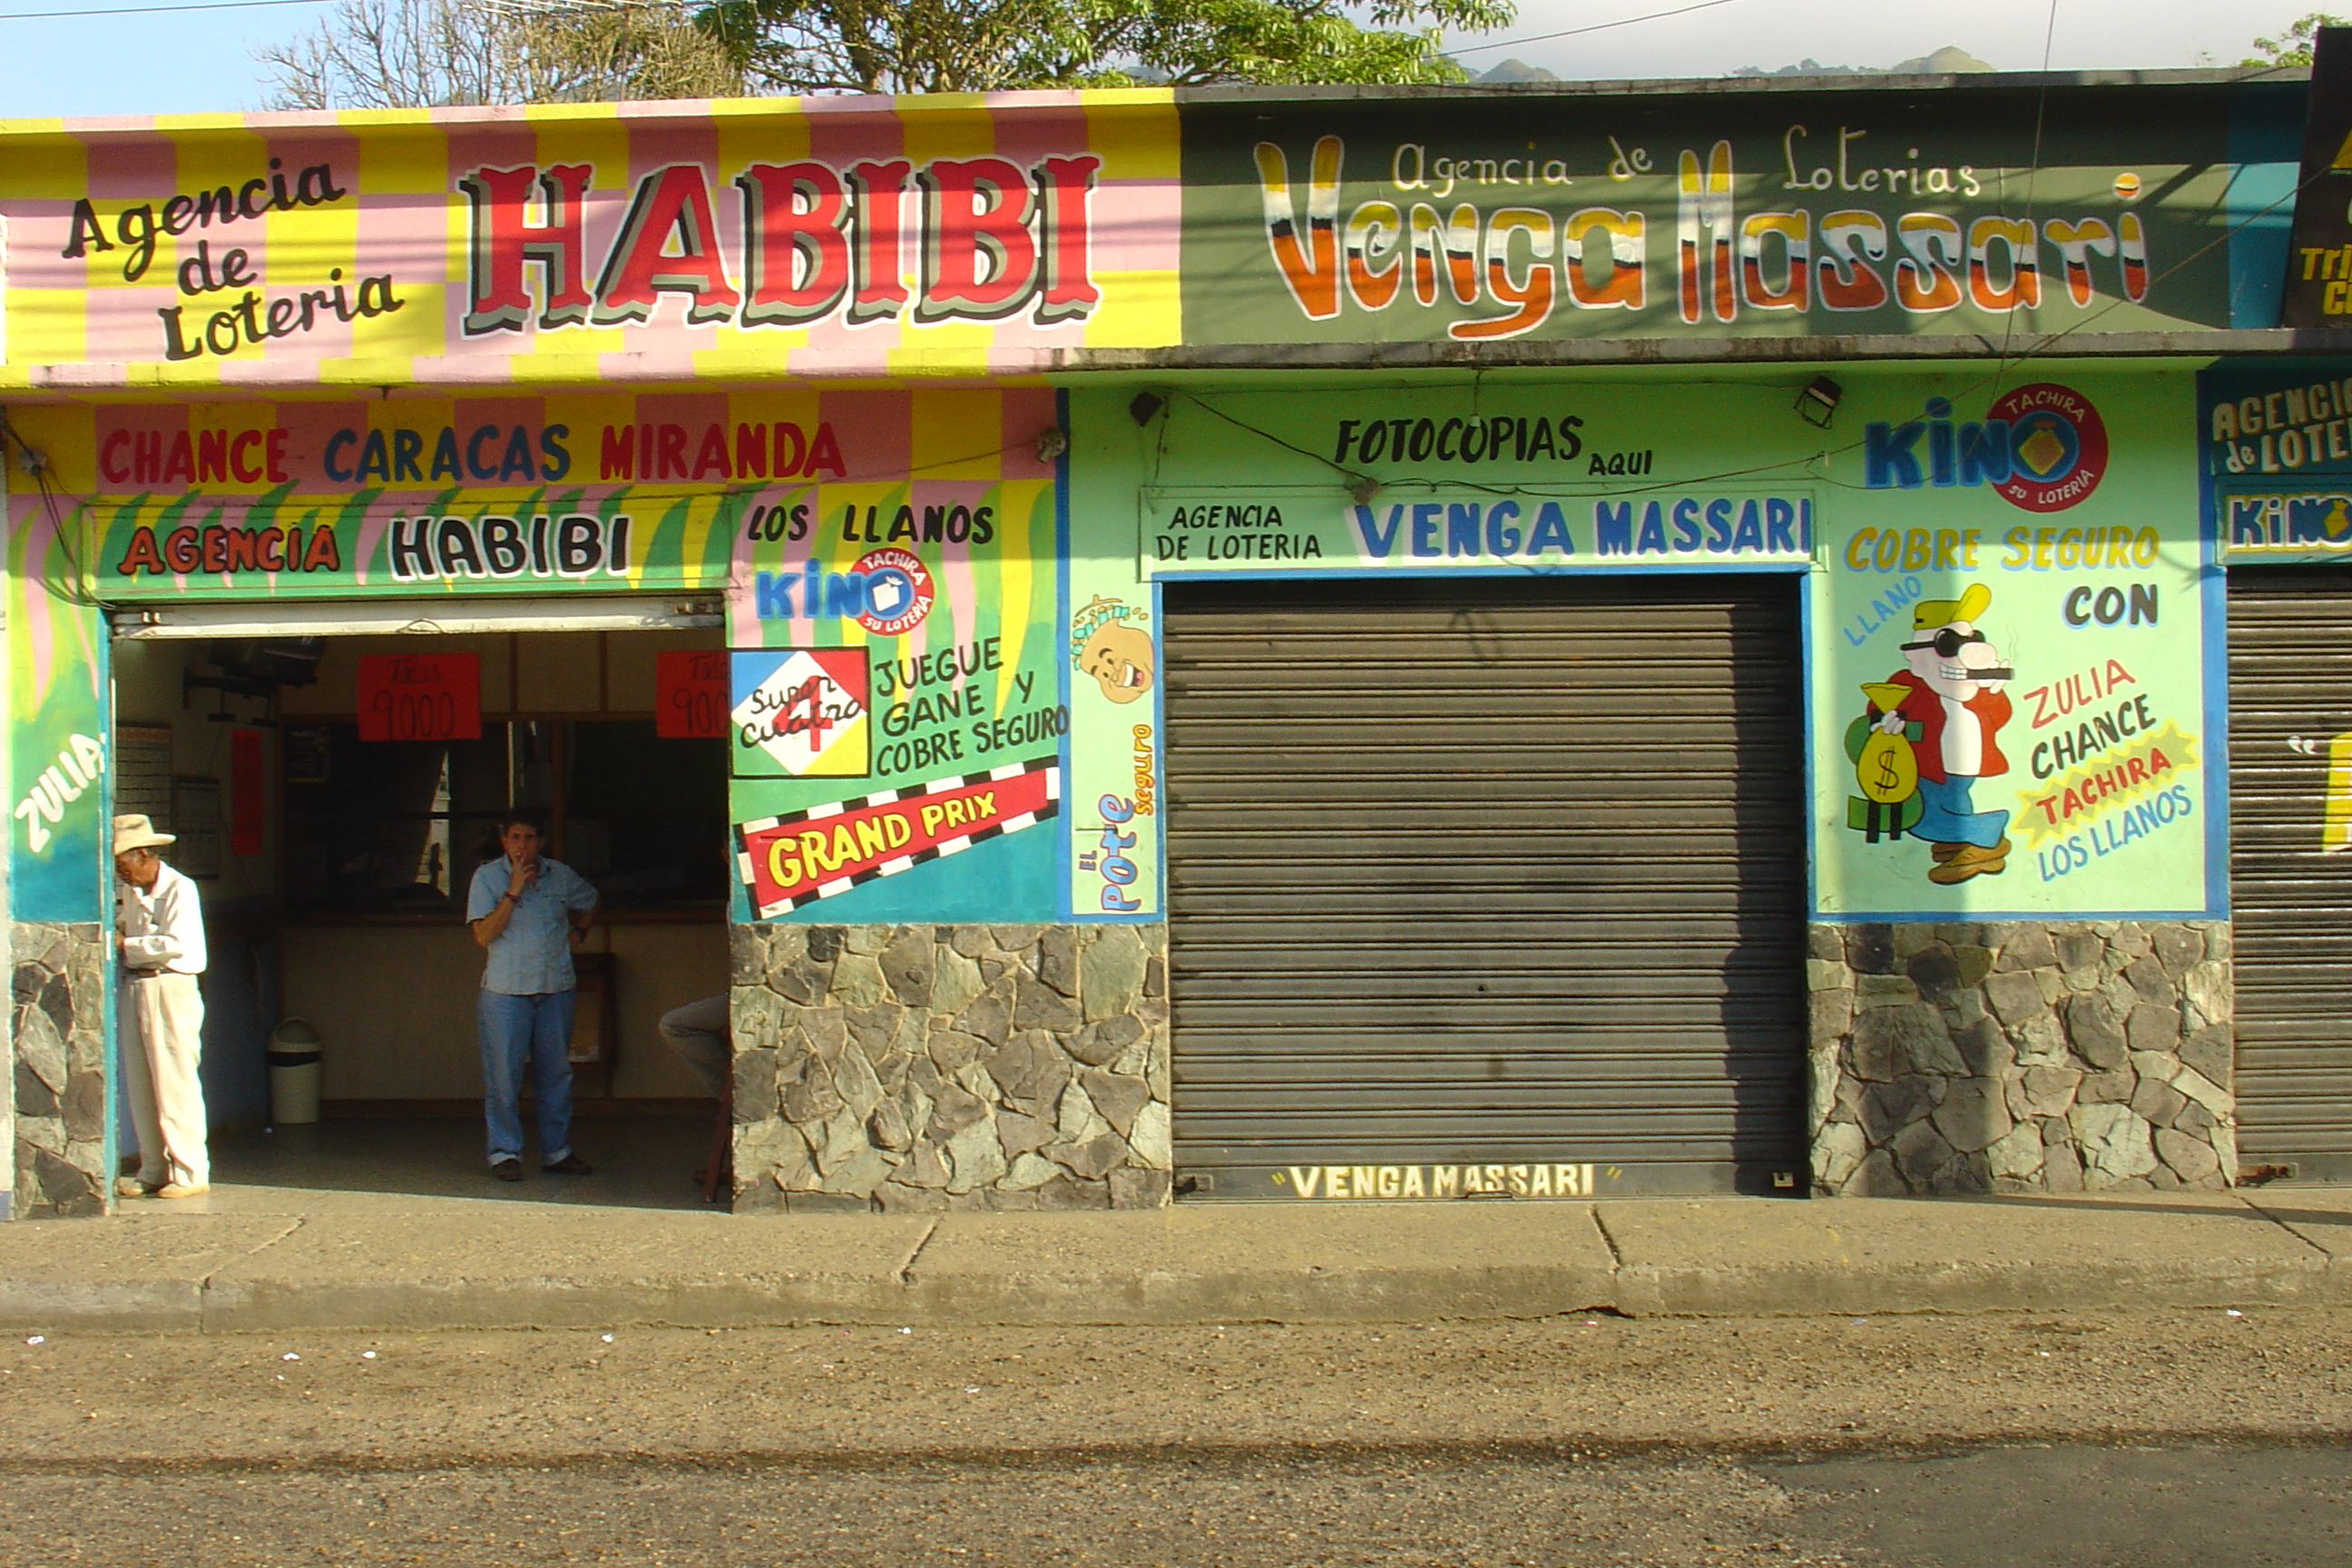 Agencia
de
Loteria
HABIBI
Agencia de Loterias
Venga Massari
CHANCE CARACAS MIRANDA
AGENCIA HABIBI
LOS LLANOS
KINO
TACHIRA
SU LOTERIA
ZULIA
9.000
900
Super
4
Cuatro
JUEGUE
GANE Y
COBRE SEGURO
GRAND PRIX
EL
Pote
seguro
FOTOCOPIAS
AQUI
AGENCIA
DE LOTERIA
VENGA MASSARI
"VENGA MASSARI"
KINO
TACHIRA
SU LOTERIA
COBRE SEGURO
CON
LLANO
$
ZULIA
CHANCE
TACHIRA
LOS LLANOS
de
KINO